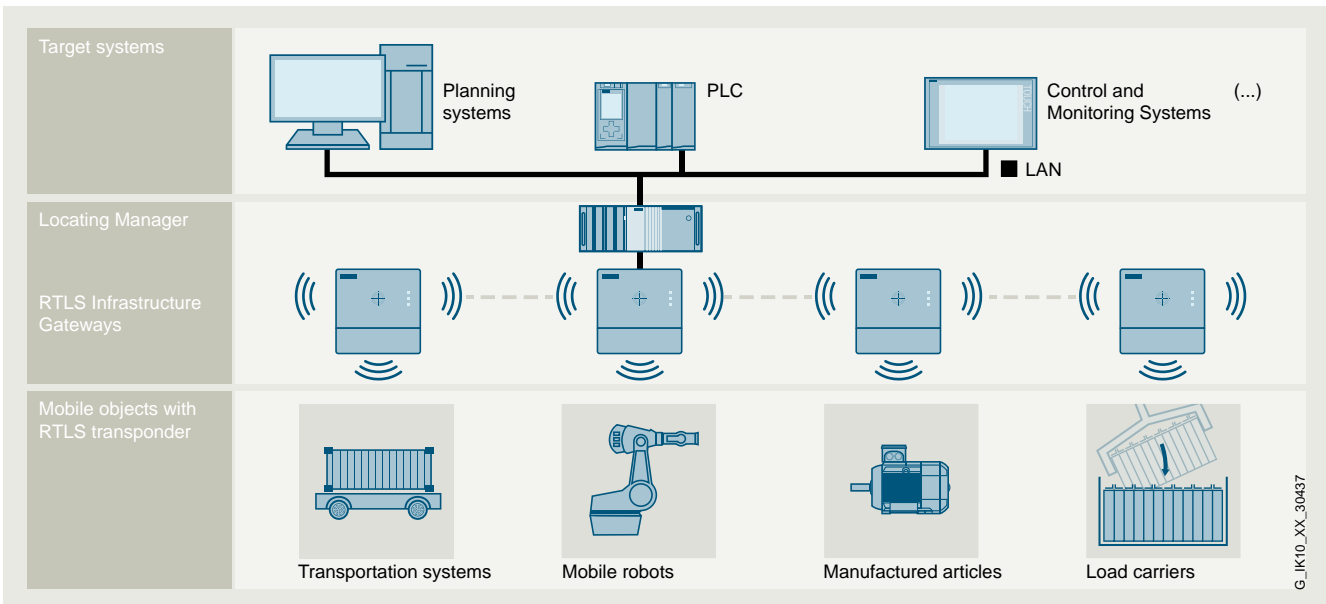 Target systems
Planning
systems
PLC
Control and
Monitoring Systems
(...)
LAN
Locating Manager
RTLS Infrastructure
Gateways
Mobile objects with
RTLS transponder
Transportation systems
Mobile robots
Manufactured articles
Load carriers
G_IK10_XX_30437